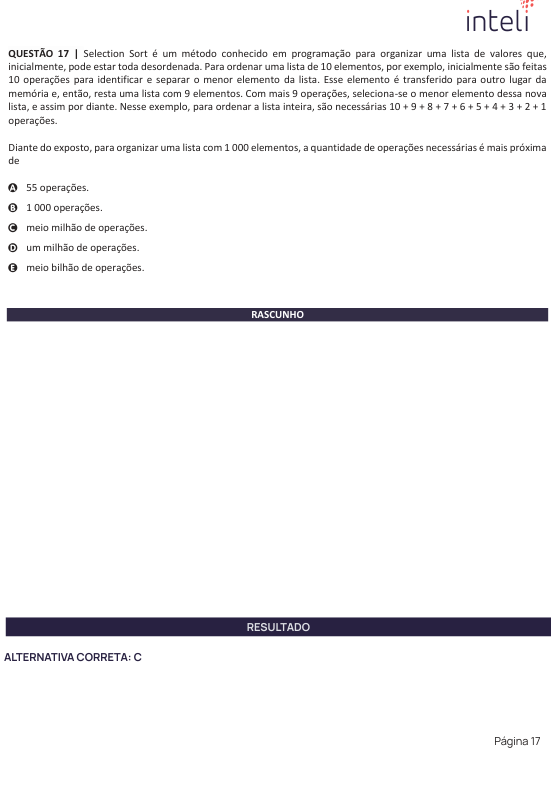 inteli
QUESTÃO 17 | Selection Sort é um método conhecido em programação para organizar uma lista de valores que,
inicialmente, pode estar toda desordenada. Para ordenar uma lista de 10 elementos, por exemplo, inicialmente são feitas
10 operações para identificar e separar o menor elemento da lista. Esse elemento é transferido para outro lugar da
memória e, então, resta uma lista com 9 elementos. Com mais 9 operações, seleciona-se o menor elemento dessa nova
lista, e assim por diante. Nesse exemplo, para ordenar a lista inteira, são necessárias 10 + 9 + 8 + 7 + 6 + 5 + 4 + 3 + 2 + 1
operações.
Diante do exposto, para organizar uma lista com 1 000 elementos, a quantidade de operações necessárias é mais próxima
de
A 55 operações.
B 1 000 operações.
C meio milhão de operações.
D um milhão de operações.
E meio bilhão de operações.
RASCUNHO
RESULTADO
ALTERNATIVA CORRETA: C
Página 17